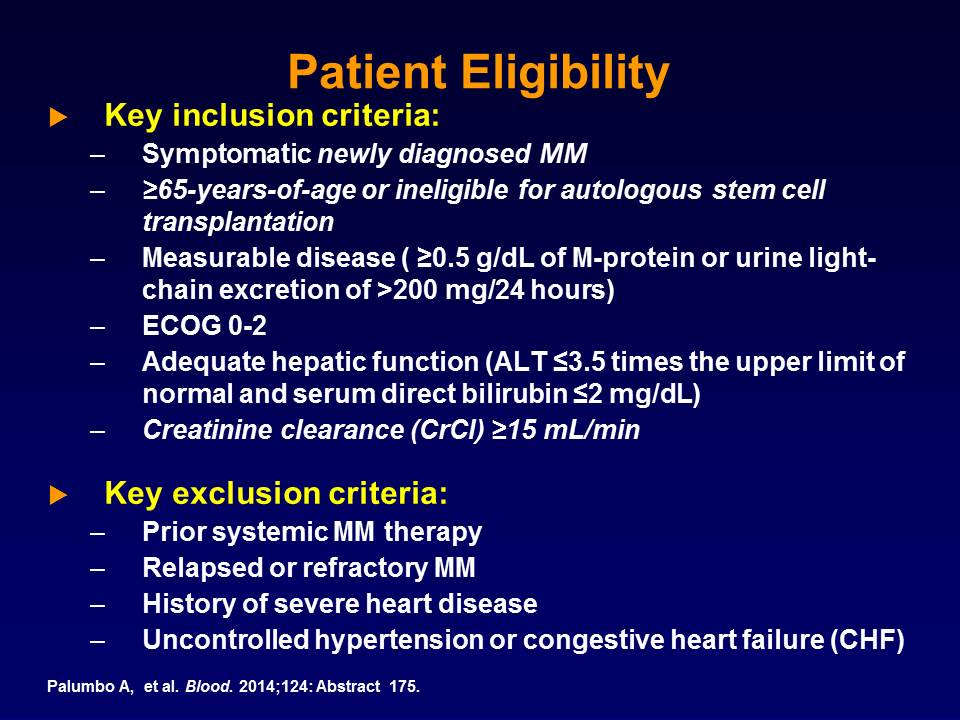 Patient Eligibility
► Key inclusion criteria:
– Symptomatic newly diagnosed MM
– ≥65-years-of-age or ineligible for autologous stem cell
transplantation
– Measurable disease ( ≥0.5 g/dL of M-protein or urine light-
chain excretion of >200 mg/24 hours)
– ECOG 0-2
– Adequate hepatic function (ALT ≤3.5 times the upper limit of
normal and serum direct bilirubin ≤2 mg/dL)
– Creatinine clearance (CrCl) ≥15 mL/min
► Key exclusion criteria:
– Prior systemic MM therapy
– Relapsed or refractory MM
– History of severe heart disease
– Uncontrolled hypertension or congestive heart failure (CHF)
Palumbo A, et al. Blood. 2014;124: Abstract 175.